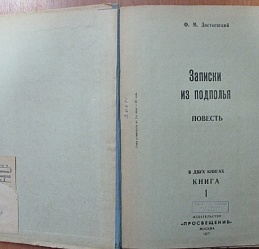 Ф. М. Достоевский
Записки
из подполья
ПОВЕСТЬ
В ДВУХ КНИГАХ
КНИГА
I
ИЗДАТЕЛЬСТВО
«ПРОСВЕЩЕНИЕ»
МОСКВА